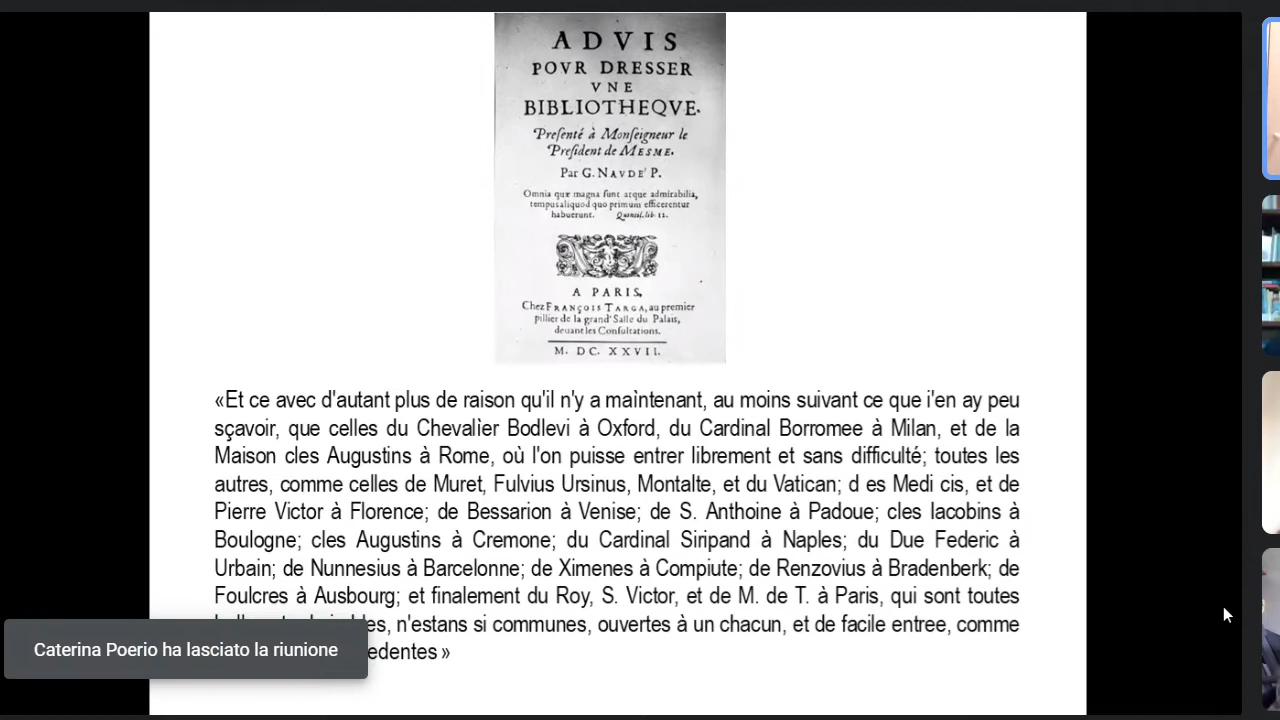 ADVIS
POVR DRESSER
VNE
BIBLIOTHEQVE.
Preſenté à Monſeigneur le
Preſident de MESME.
Par G. NAVDE' P.
Omnia quæ magna ſunt atque admirabilia,
tempus aliquod quo primum efficerentur
habuerunt. Quintil. lib. 12.
A PARIS,
Chez FRANÇOIS TARGA, au premier
pillier de la grand' Salle du Palais,
deuant les Conſultations.
M. DC. XXVII.
«Et ce avec d'autant plus de raison qu'il n'y a maìntenant, au moins suivant ce que i'en ay peu
sçavoir, que celles du Chevalìer Bodlevi à Oxford, du Cardinal Borromee à Milan, et de la
Maison cles Augustins à Rome, où l'on puisse entrer librement et sans difficulté; toutes les
autres, comme celles de Muret, Fulvius Ursinus, Montalte, et du Vatican; d es Medi cis, et de
Pierre Victor à Florence; de Bessarion à Venise; de S. Anthoine à Padoue; cles Iacobins à
Boulogne; cles Augustins à Cremone; du Cardinal Siripand à Naples; du Due Federic à
Urbain; de Nunnesius à Barcelonne; de Ximenes à Compiute; de Renzovius à Bradenberk; de
Foulcres à Ausbourg; et finalement du Roy, S. Victor, et de M. de T. à Paris, qui sont toutes
n'estans si communes, ouvertes à un chacun, et de facile entree, comme
edentes »
Caterina Poerio ha lasciato la riunione